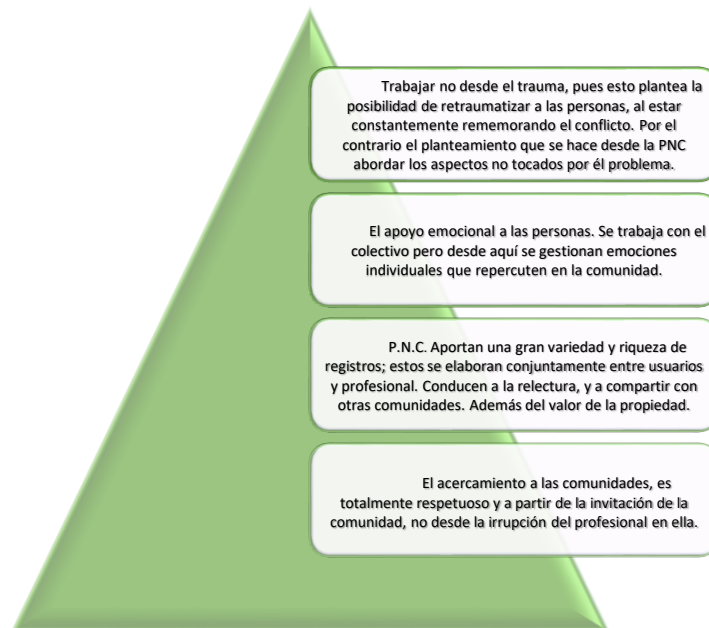 Trabajar no desde el trauma, pues esto plantea la
posibilidad de retraumatizar a las personas, al estar
constantemente rememorando el conflicto. Por el
contrario el planteamiento que se hace desde la PNC
abordar los aspectos no tocados por él problema.
El apoyo emocional a las personas. Se trabaja con el
colectivo pero desde aquí se gestionan emociones
individuales que repercuten en la comunidad.
P.N.C. Aportan una gran variedad y riqueza de
registros; estos se elaboran conjuntamente entre usuarios
y profesional. Conducen a la relectura, y a compartir con
otras comunidades. Además del valor de la propiedad.
El acercamiento a las comunidades, es
totalmente respetuoso y a partir de la invitación de la
comunidad, no desde la irrupción del profesional en ella.